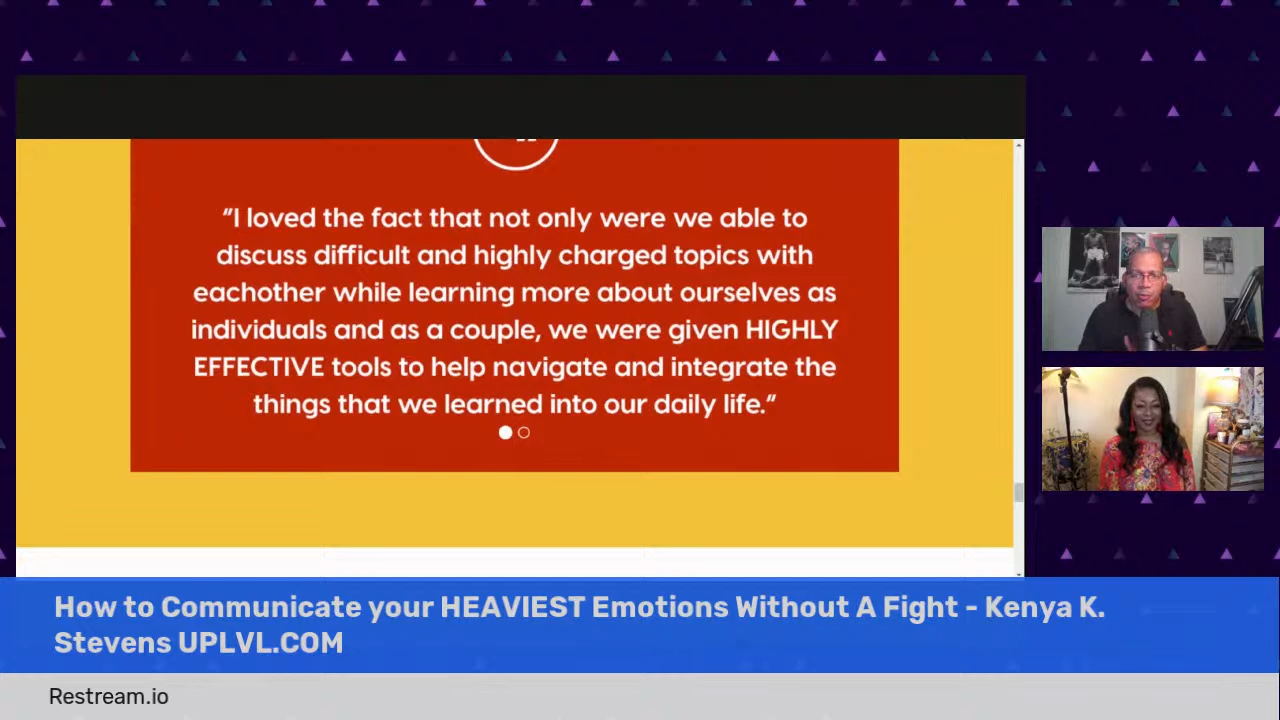 "I loved the fact that not only were we able to
discuss difficult and highly charged topics with
eachother while learning more about ourselves as
individuals and as a couple, we were given HIGHLY
EFFECTIVE tools to help navigate and integrate the
things that we learned into our daily life."
How to Communicate your HEAVIEST Emotions Without A Fight - Kenya K.
Stevens UPLVL.COM
Restream.io